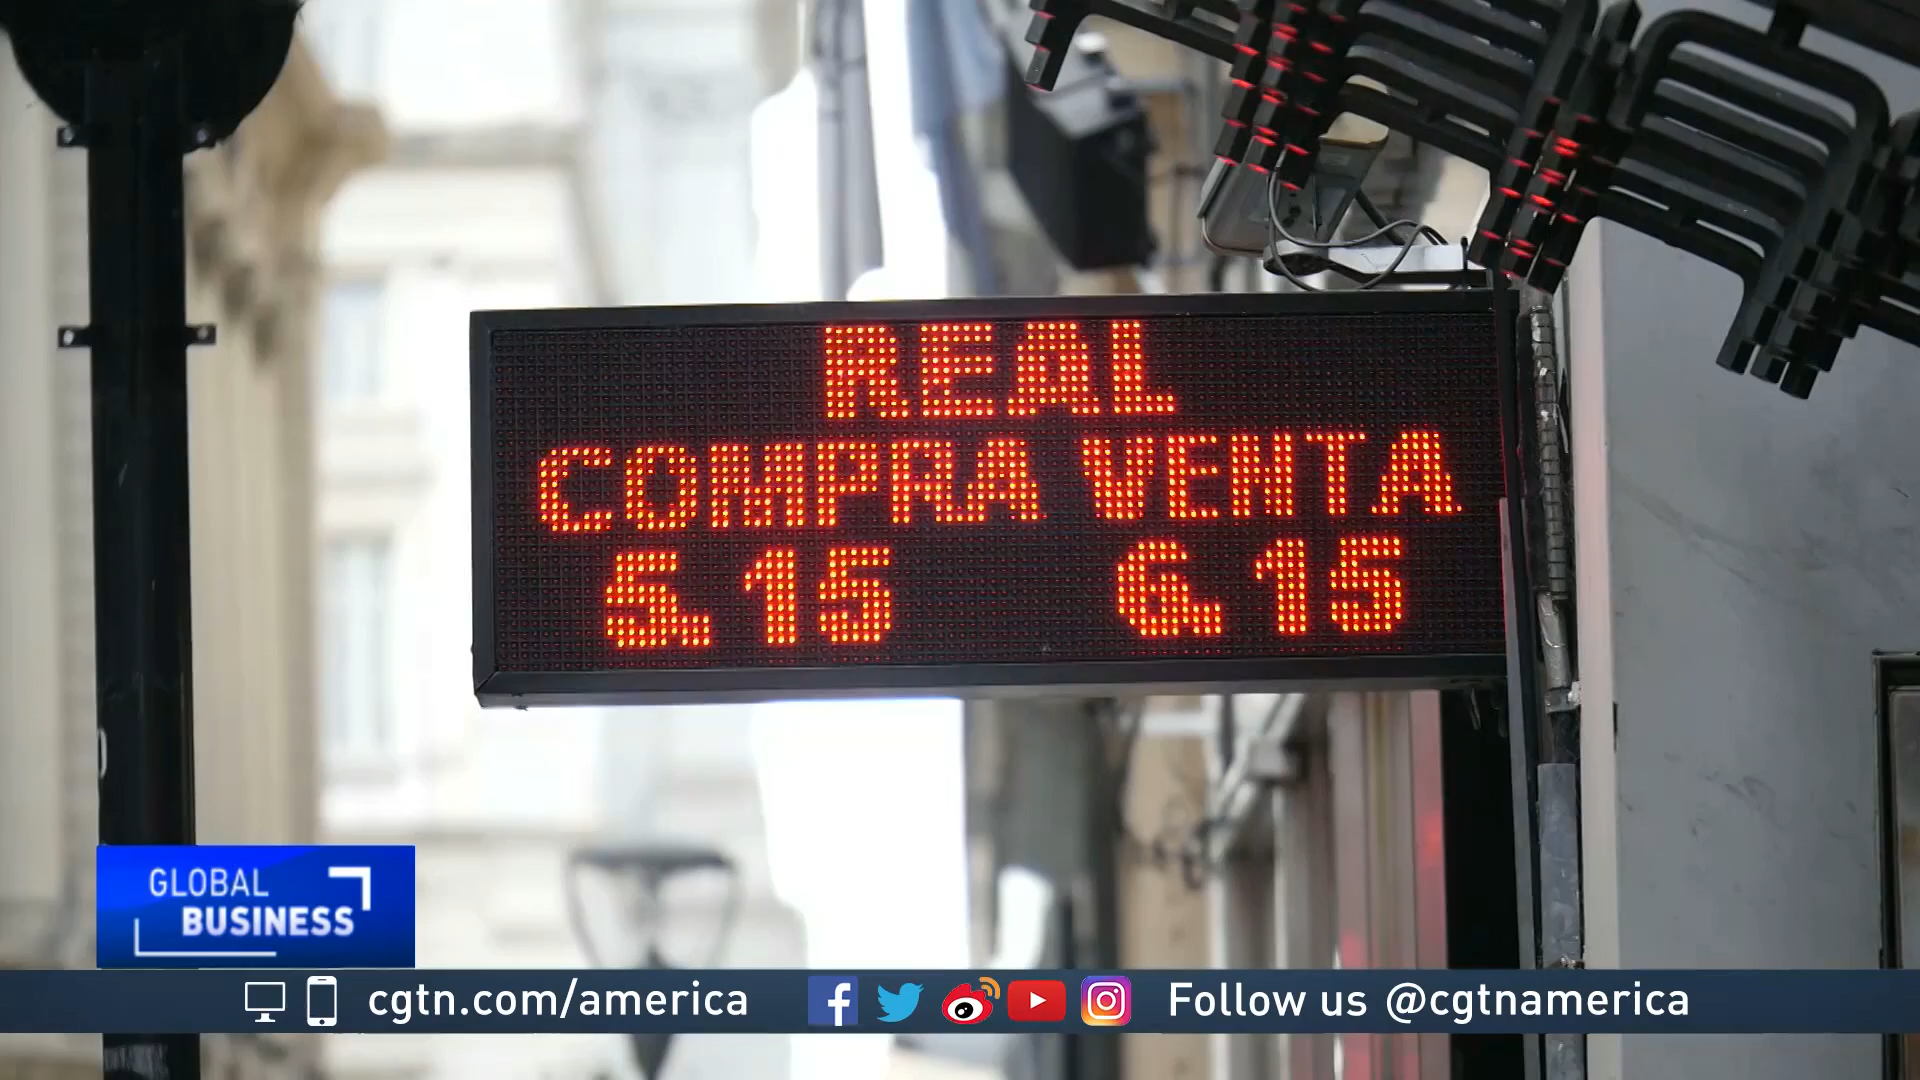 REAL
COMPRA VENTA
5.15 6.15
GLOBAL
BUSINESS
cgtn.com/america
Follow us @cgtnamerica